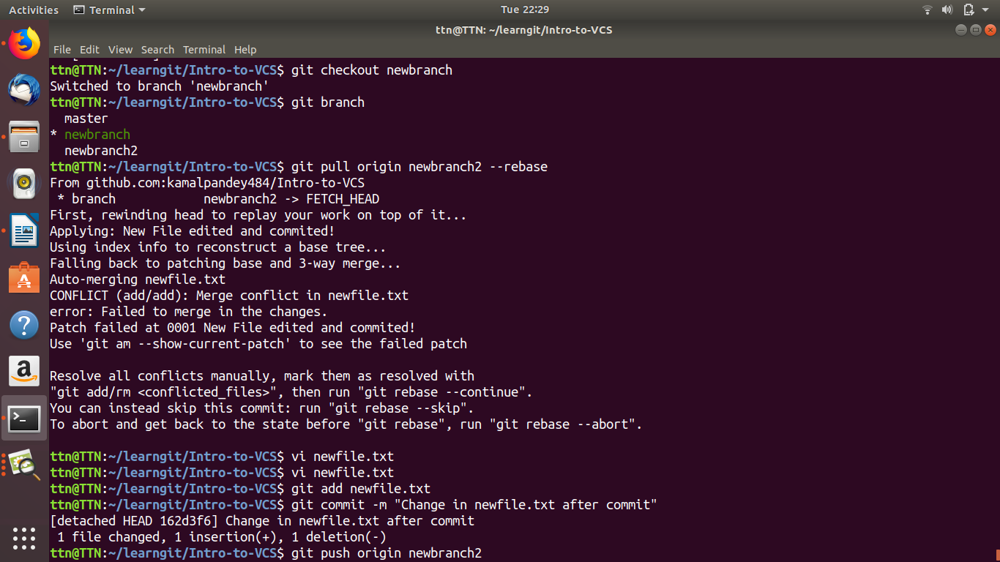 Activities Terminal Tue 22:29
ttn@TTN: ~/learngit/Intro-to-VCS
File Edit View Search Terminal Help
ttn@TTN:~/learngit/Intro-to-VCS$ git checkout newbranch
Switched to branch 'newbranch'
ttn@TTN:~/learngit/Intro-to-VCS$ git branch
  master
* newbranch
  newbranch2
ttn@TTN:~/learngit/Intro-to-VCS$ git pull origin newbranch2 --rebase
From github.com:kamalpandey484/Intro-to-VCS
 * branch            newbranch2 -> FETCH_HEAD
First, rewinding head to replay your work on top of it...
Applying: New File edited and commited!
Using index info to reconstruct a base tree...
Falling back to patching base and 3-way merge...
Auto-merging newfile.txt
CONFLICT (add/add): Merge conflict in newfile.txt
error: Failed to merge in the changes.
Patch failed at 0001 New File edited and commited!
Use 'git am --show-current-patch' to see the failed patch

Resolve all conflicts manually, mark them as resolved with
"git add/rm <conflicted_files>", then run "git rebase --continue".
You can instead skip this commit: run "git rebase --skip".
To abort and get back to the state before "git rebase", run "git rebase --abort".

ttn@TTN:~/learngit/Intro-to-VCS$ vi newfile.txt
ttn@TTN:~/learngit/Intro-to-VCS$ vi newfile.txt
ttn@TTN:~/learngit/Intro-to-VCS$ git add newfile.txt
ttn@TTN:~/learngit/Intro-to-VCS$ git commit -m "Change in newfile.txt after commit"
[detached HEAD 162d3f6] Change in newfile.txt after commit
 1 file changed, 1 insertion(+), 1 deletion(-)
ttn@TTN:~/learngit/Intro-to-VCS$ git push origin newbranch2